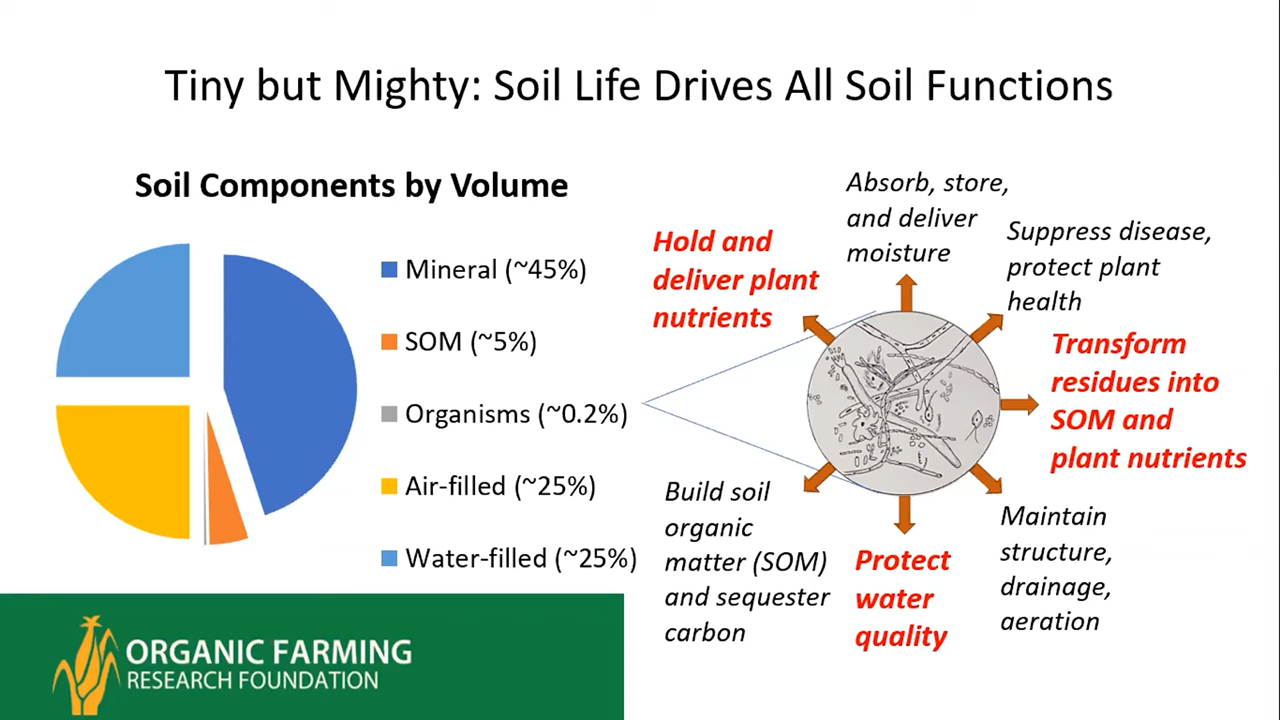 Tiny but Mighty: Soil Life Drives All Soil Functions
Soil Components by Volume
Mineral (~45%)
SOM (~5%)
Organisms (~0.2%)
Air-filled (~25%)
Water-filled (~25%)
Hold and
deliver plant
nutrients
Absorb, store,
and deliver
moisture
Suppress disease,
protect plant
health
Transform
residues into
SOM and
plant nutrients
Maintain
structure,
drainage,
aeration
Protect
water
quality
Build soil
organic
matter (SOM)
and sequester
carbon
ORGANIC FARMING
RESEARCH FOUNDATION